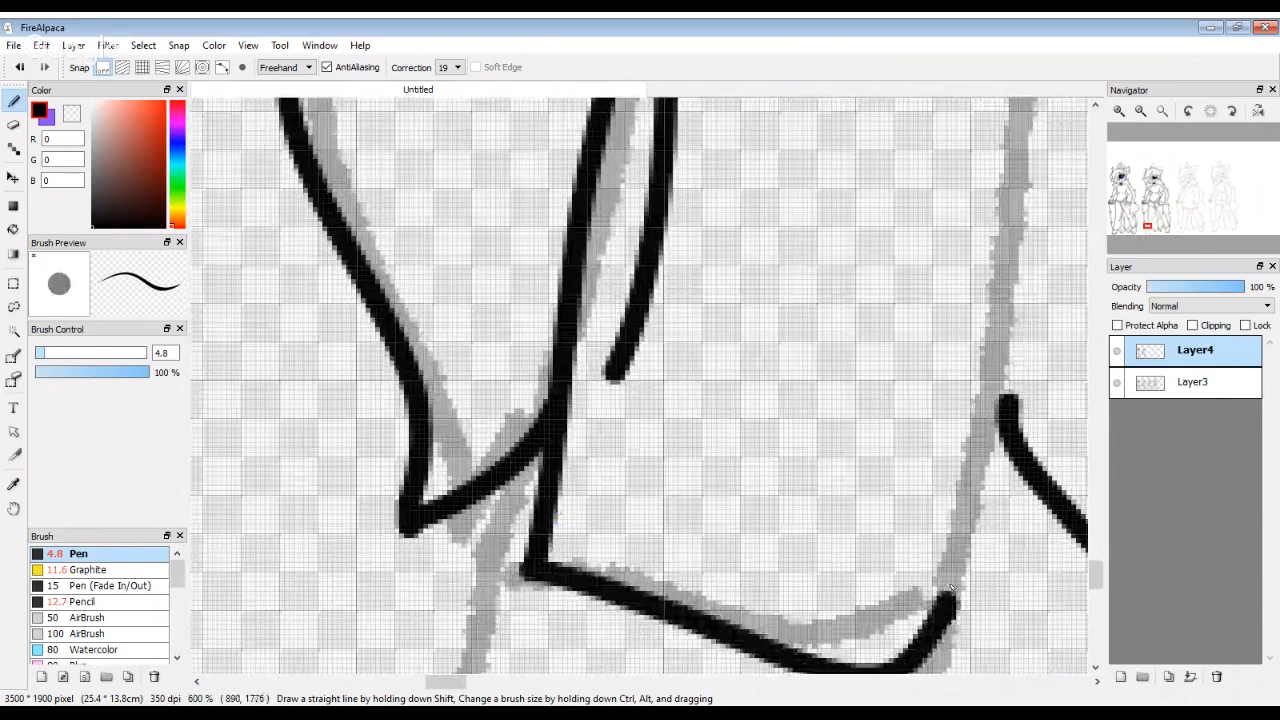 FireAlpaca
File Edit Layer Filter Select Snap Color View Tool Window Help
Snap OFF Freehand AntiAliasing Correction 19 Soft Edge
Color
Untitled
Navigator
R: 0
G: 0
B: 0
Brush Preview
Layer
Opacity 100 %
Blending Normal
Protect Alpha Clipping Lock
Brush Control
4.8
100 %
Layer4
Layer3
Brush
4.8 Pen
11.6 Graphite
15 Pen (Fade In/Out)
12.7 Pencil
50 AirBrush
100 AirBrush
80 Watercolor
3500 * 1900 pixel (25.4 * 13.8cm) 350 dpi 600 % ( 890, 1776 ) Draw a straight line by holding down Shift, Change a brush size by holding down Ctrl, Alt, and dragging